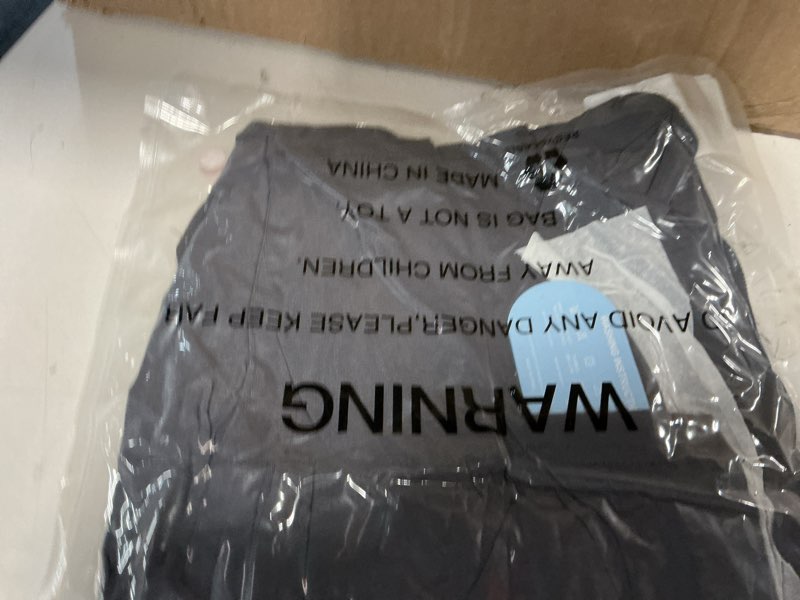 WARNING
O AVOID ANY DANGER, PLEASE KEEP FAR
AWAY FROM CHILDREN.
BAG IS NOT A TOY.
MADE IN CHINA